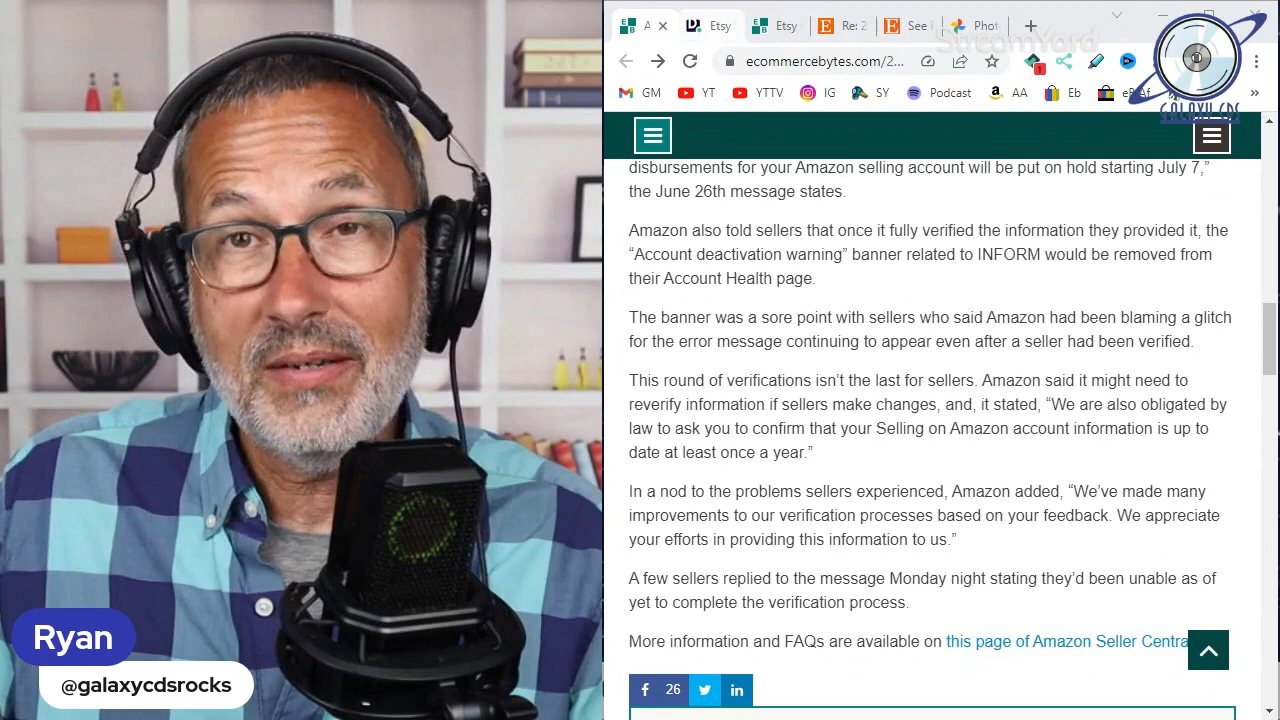 A
Etsy
Etsy
Re: 2
See
Phot
StreamYard
ecommercebytes.com/2...
1
GM
YT
YTTV
IG
SY
Podcast
AA
Eb
»
GALAXY CDS
disbursements for your Amazon selling account will be put on hold starting July 7,”
the June 26th message states.
Amazon also told sellers that once it fully verified the information they provided it, the
“Account deactivation warning” banner related to INFORM would be removed from
their Account Health page.
The banner was a sore point with sellers who said Amazon had been blaming a glitch
for the error message continuing to appear even after a seller had been verified.
This round of verifications isn’t the last for sellers. Amazon said it might need to
reverify information if sellers make changes, and, it stated, “We are also obligated by
law to ask you to confirm that your Selling on Amazon account information is up to
date at least once a year.”
In a nod to the problems sellers experienced, Amazon added, “We’ve made many
improvements to our verification processes based on your feedback. We appreciate
your efforts in providing this information to us.”
A few sellers replied to the message Monday night stating they’d been unable as of
yet to complete the verification process.
More information and FAQs are available on this page of Amazon Seller Centra
f 26
in
Ryan
@galaxycdsrocks